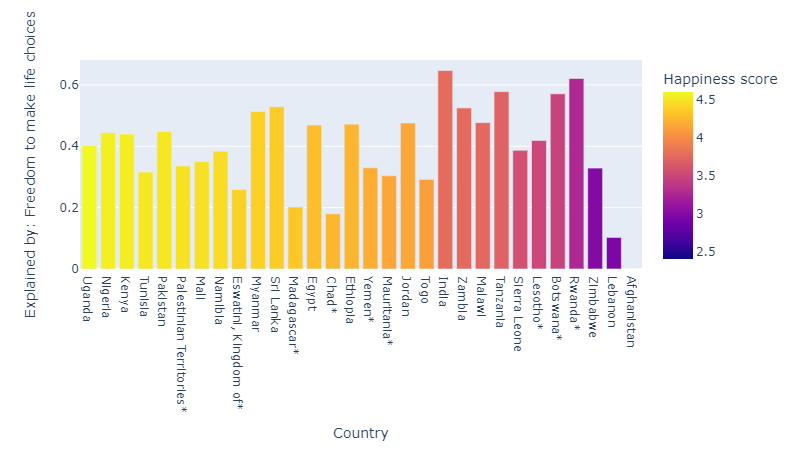 Explained by: Freedom to make life choices
0.6
0.4
0.2
0
Uganda
Nigeria
Kenya
Tunisia
Pakistan
Palestinian Territories*
Mali
Namibia
Eswatini, Kingdom of*
Myanmar
Sri Lanka
Madagascar*
Egypt
Chad*
Ethiopia
Yemen*
Mauritania*
Jordan
Togo
India
Zambia
Malawi
Tanzania
Sierra Leone
Lesotho*
Botswana*
Rwanda*
Zimbabwe
Lebanon
Afghanistan
Country
Happiness score
4.5
4
3.5
3
2.5